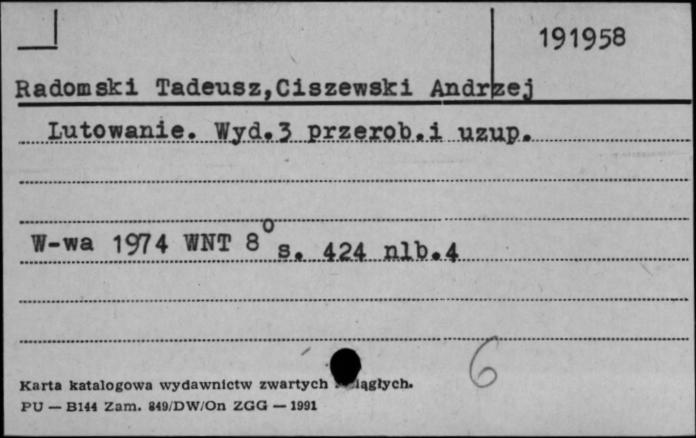 191958
Radomski Tadeusz,Ciszewski Andrzej
Lutowanie. Wyd.3 przerob.i uzup.
W-wa 1974 WNT 8° s. 424 nlb.4
6
Karta katalogowa wydawnictw zwartych
PU — B144 Zam. 849/DW/On ZGG — 1991